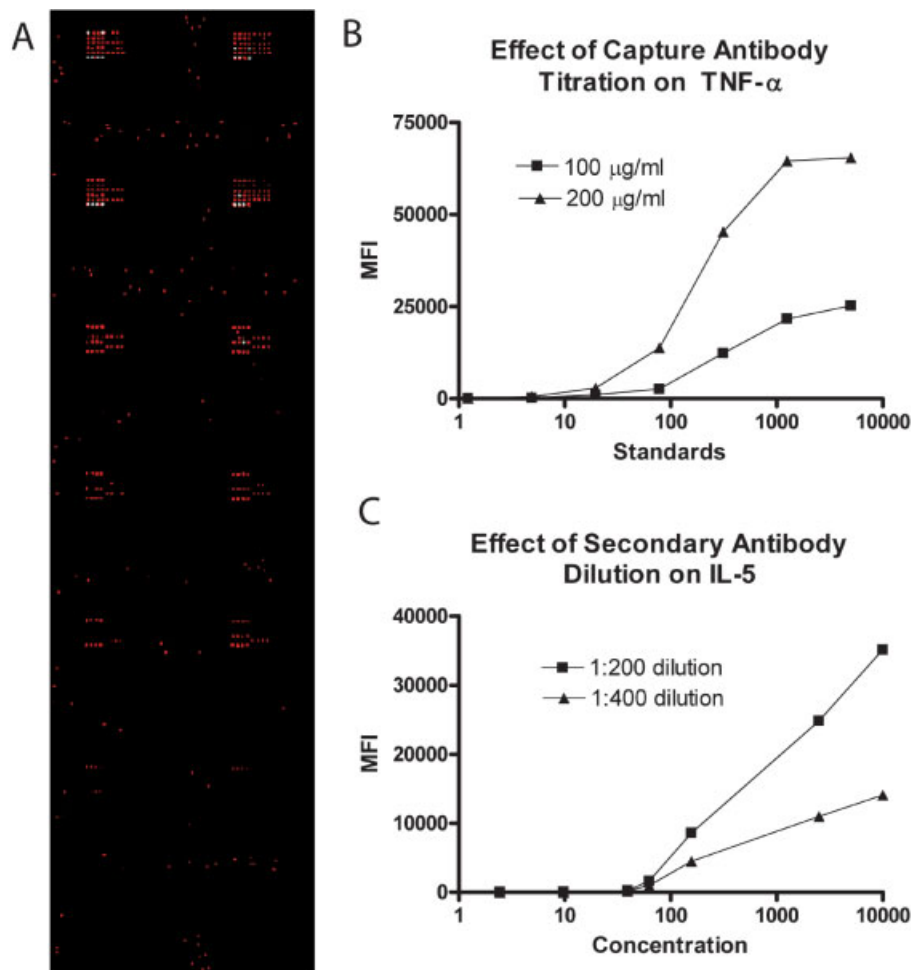 A
B
Effect of Capture Antibody
Titration on TNF-α
75000
50000
25000
0
MFI
100 μg/ml
200 μg/ml
1
10
100
1000
10000
Standards
C
Effect of Secondary Antibody
Dilution on IL-5
40000
30000
20000
10000
0
MFI
1:200 dilution
1:400 dilution
1
10
100
1000
10000
Concentration